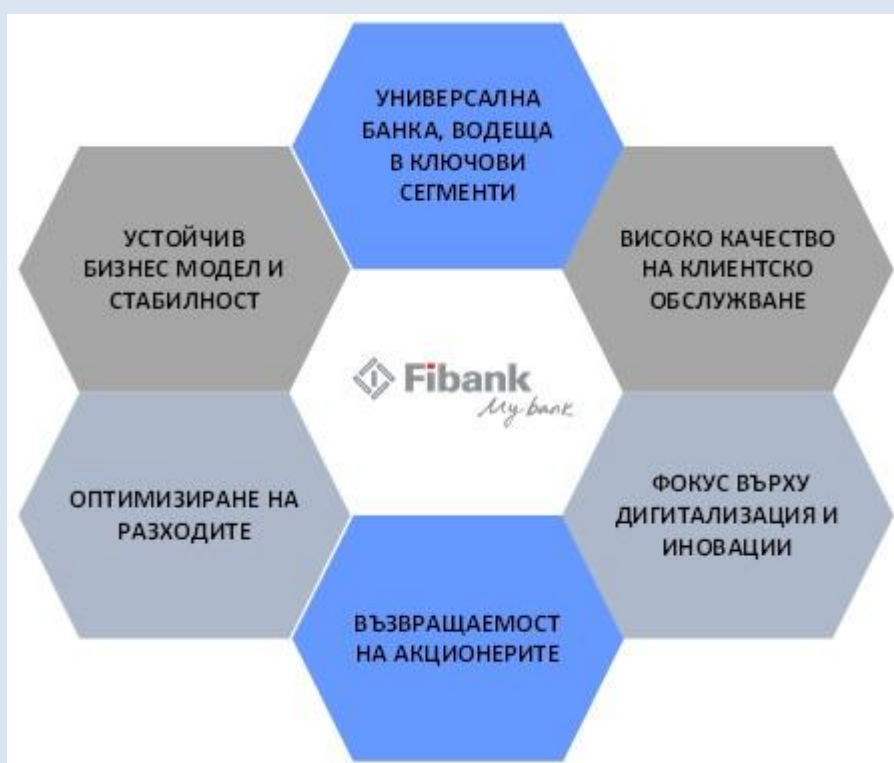 УНИВЕРСАЛНА
БАНКА, ВОДЕЩА
В КЛЮЧОВИ
СЕГМЕНТИ
УСТОЙЧИВ
БИЗНЕС МОДЕЛ И
СТАБИЛНОСТ
ВИСОКО КАЧЕСТВО
НА КЛИЕНТСКО
ОБСЛУЖВАНЕ
Fibank
My bank
ОПТИМИЗИРАНЕ НА
РАЗХОДИТЕ
ФОКУС ВЪРХУ
ДИГИТАЛИЗАЦИЯ И
ИНОВАЦИИ
ВЪЗВРАЩАЕМОСТ
НА АКЦИОНЕРИТЕ